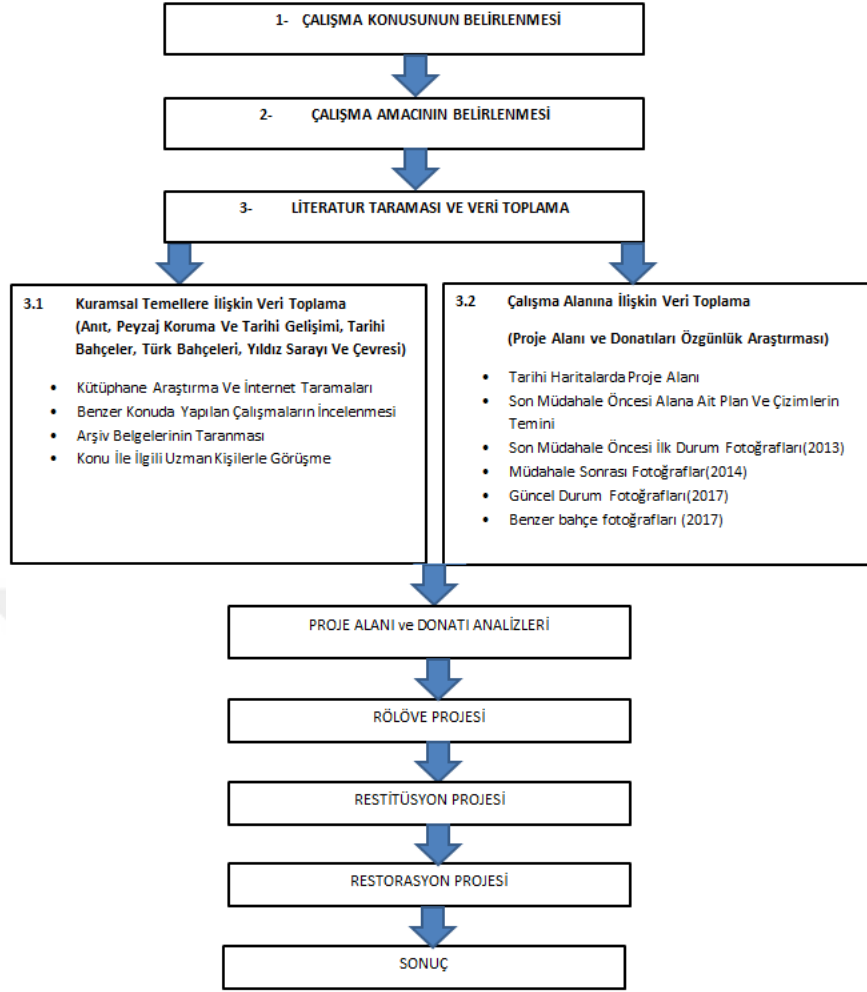 1- ÇALIŞMA KONUSUNUN BELİRLENMESİ
2- ÇALIŞMA AMACININ BELİRLENMESİ
3- LİTERATUR TARAMASI VE VERİ TOPLAMA
3.1 Kuramsal Temellere İlişkin Veri Toplama
(Anıt, Peyzaj Koruma Ve Tarihi Gelişimi, Tarihi
Bahçeler, Türk Bahçeleri, Yıldız Sarayı Ve Çevresi)
• Kütüphane Araştırma Ve İnternet Taramaları
• Benzer Konuda Yapılan Çalışmaların İncelenmesi
• Arşiv Belgelerinin Taranması
• Konu İle İlgili Uzman Kişilerle Görüşme
3.2 Çalışma Alanına İlişkin Veri Toplama
(Proje Alanı ve Donatıları Özgünlük Araştırması)
• Tarihi Haritalarda Proje Alanı
• Son Müdahale Öncesi Alana Ait Plan Ve Çizimlerin
Temini
• Son Müdahale Öncesi İlk Durum Fotoğrafları(2013)
• Müdahale Sonrası Fotoğraflar(2014)
• Güncel Durum Fotoğrafları(2017)
• Benzer bahçe fotoğrafları (2017)
PROJE ALANI ve DONATI ANALİZLERİ
RÖLÖVE PROJESİ
RESTİTÜSYON PROJESİ
RESTORASYON PROJESİ
SONUÇ